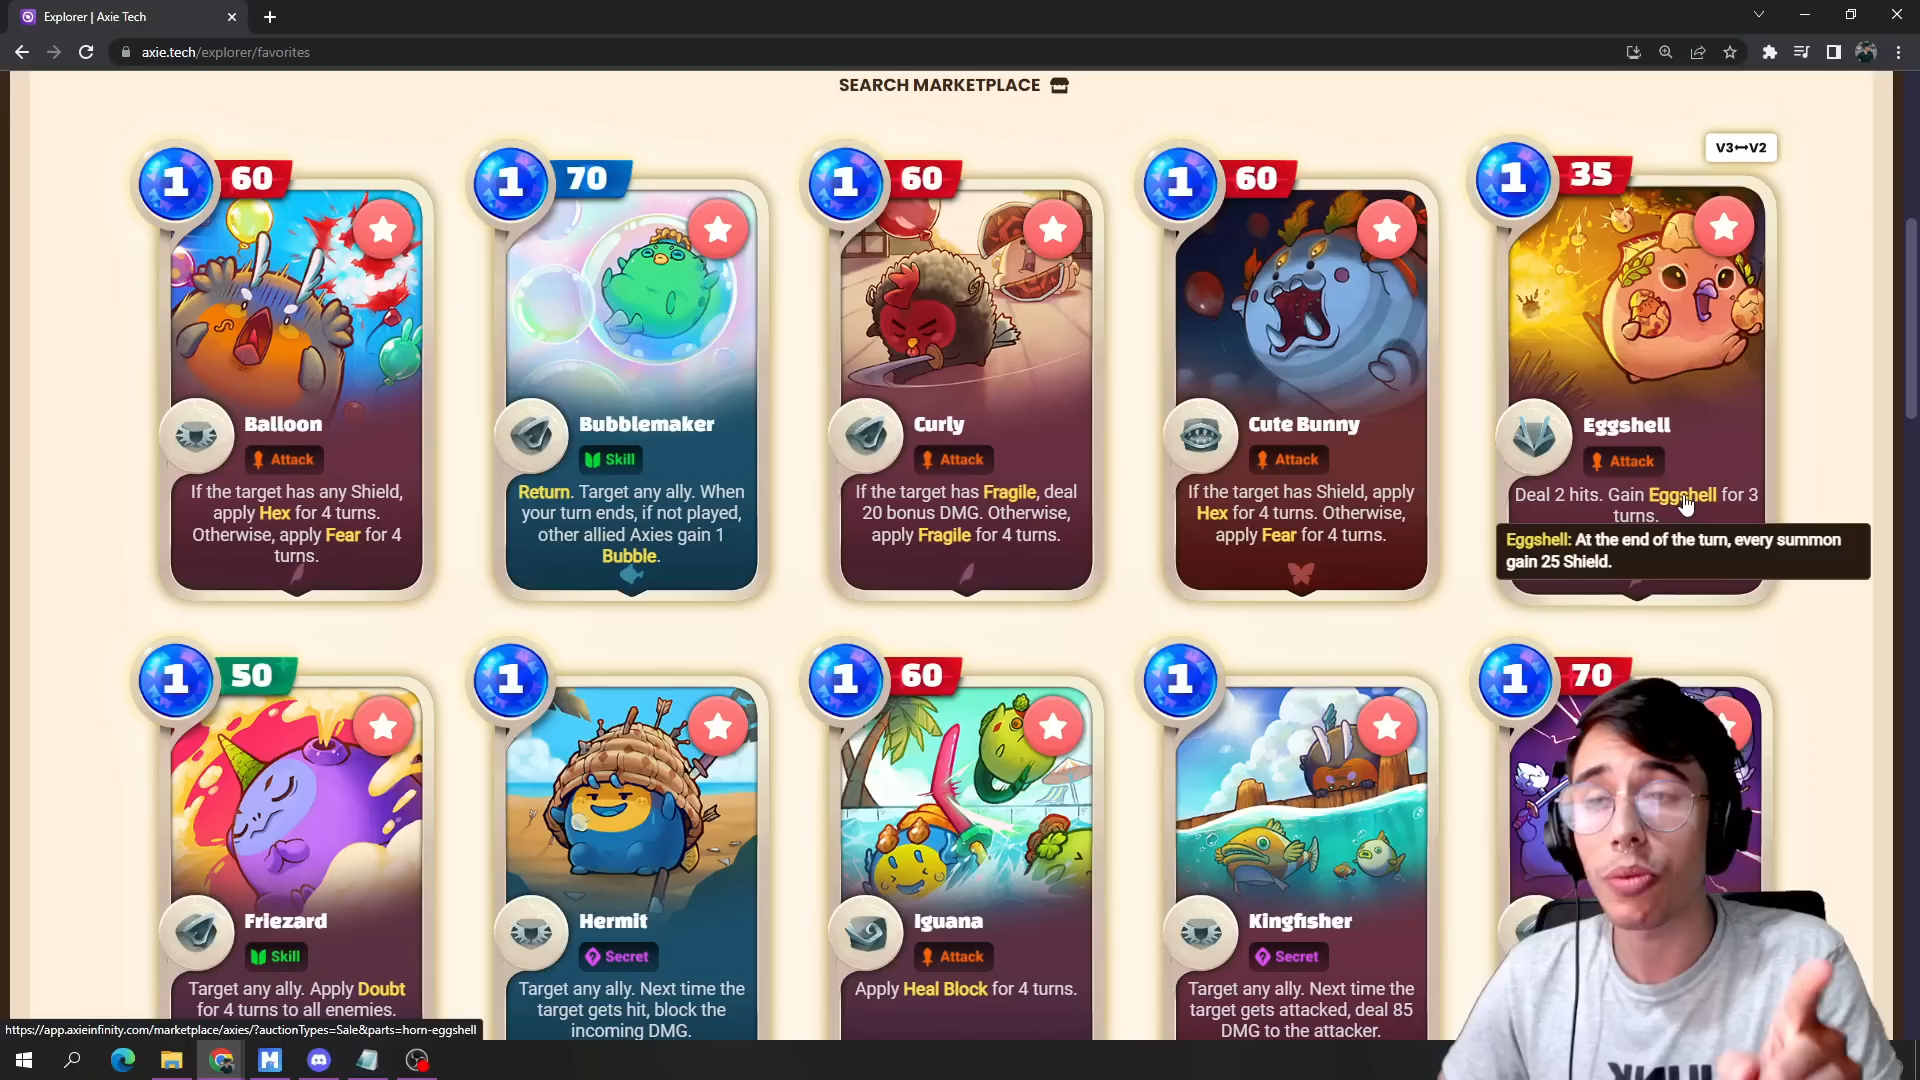 Explorer | Axie Tech
axie.tech/explorer/favorites
SEARCH MARKETPLACE
V3↔V2
1
60
1
70
1
60
1
60
1
35
Balloon
Attack
If the target has any Shield,
apply Hex for 4 turns.
Otherwise, apply Fear for 4
turns.
Bubblemaker
Skill
Return. Target any ally. When
your turn ends, if not played,
other allied Axies gain 1
Bubble.
Curly
Attack
If the target has Fragile, deal
20 bonus DMG. Otherwise,
apply Fragile for 4 turns.
Cute Bunny
Attack
If the target has Shield, apply
Hex for 4 turns. Otherwise,
apply Fear for 4 turns.
Eggshell
Attack
Deal 2 hits. Gain Eggshell for 3
turns.
Eggshell: At the end of the turn, every summon
gain 25 Shield.
1
50
1
1
60
1
1
70
Friezard
Skill
Target any ally. Apply Doubt
for 4 turns to all enemies.
Hermit
Secret
Target any ally. Next time the
target gets hit, block the
incoming DMG.
Iguana
Attack
Apply Heal Block for 4 turns.
Kingfisher
Secret
Target any ally. Next time the
target gets attacked, deal 85
DMG to the attacker.
https://app.axieinfinity.com/marketplace/axies/?auctionTypes=Sale&parts=horn-eggshell